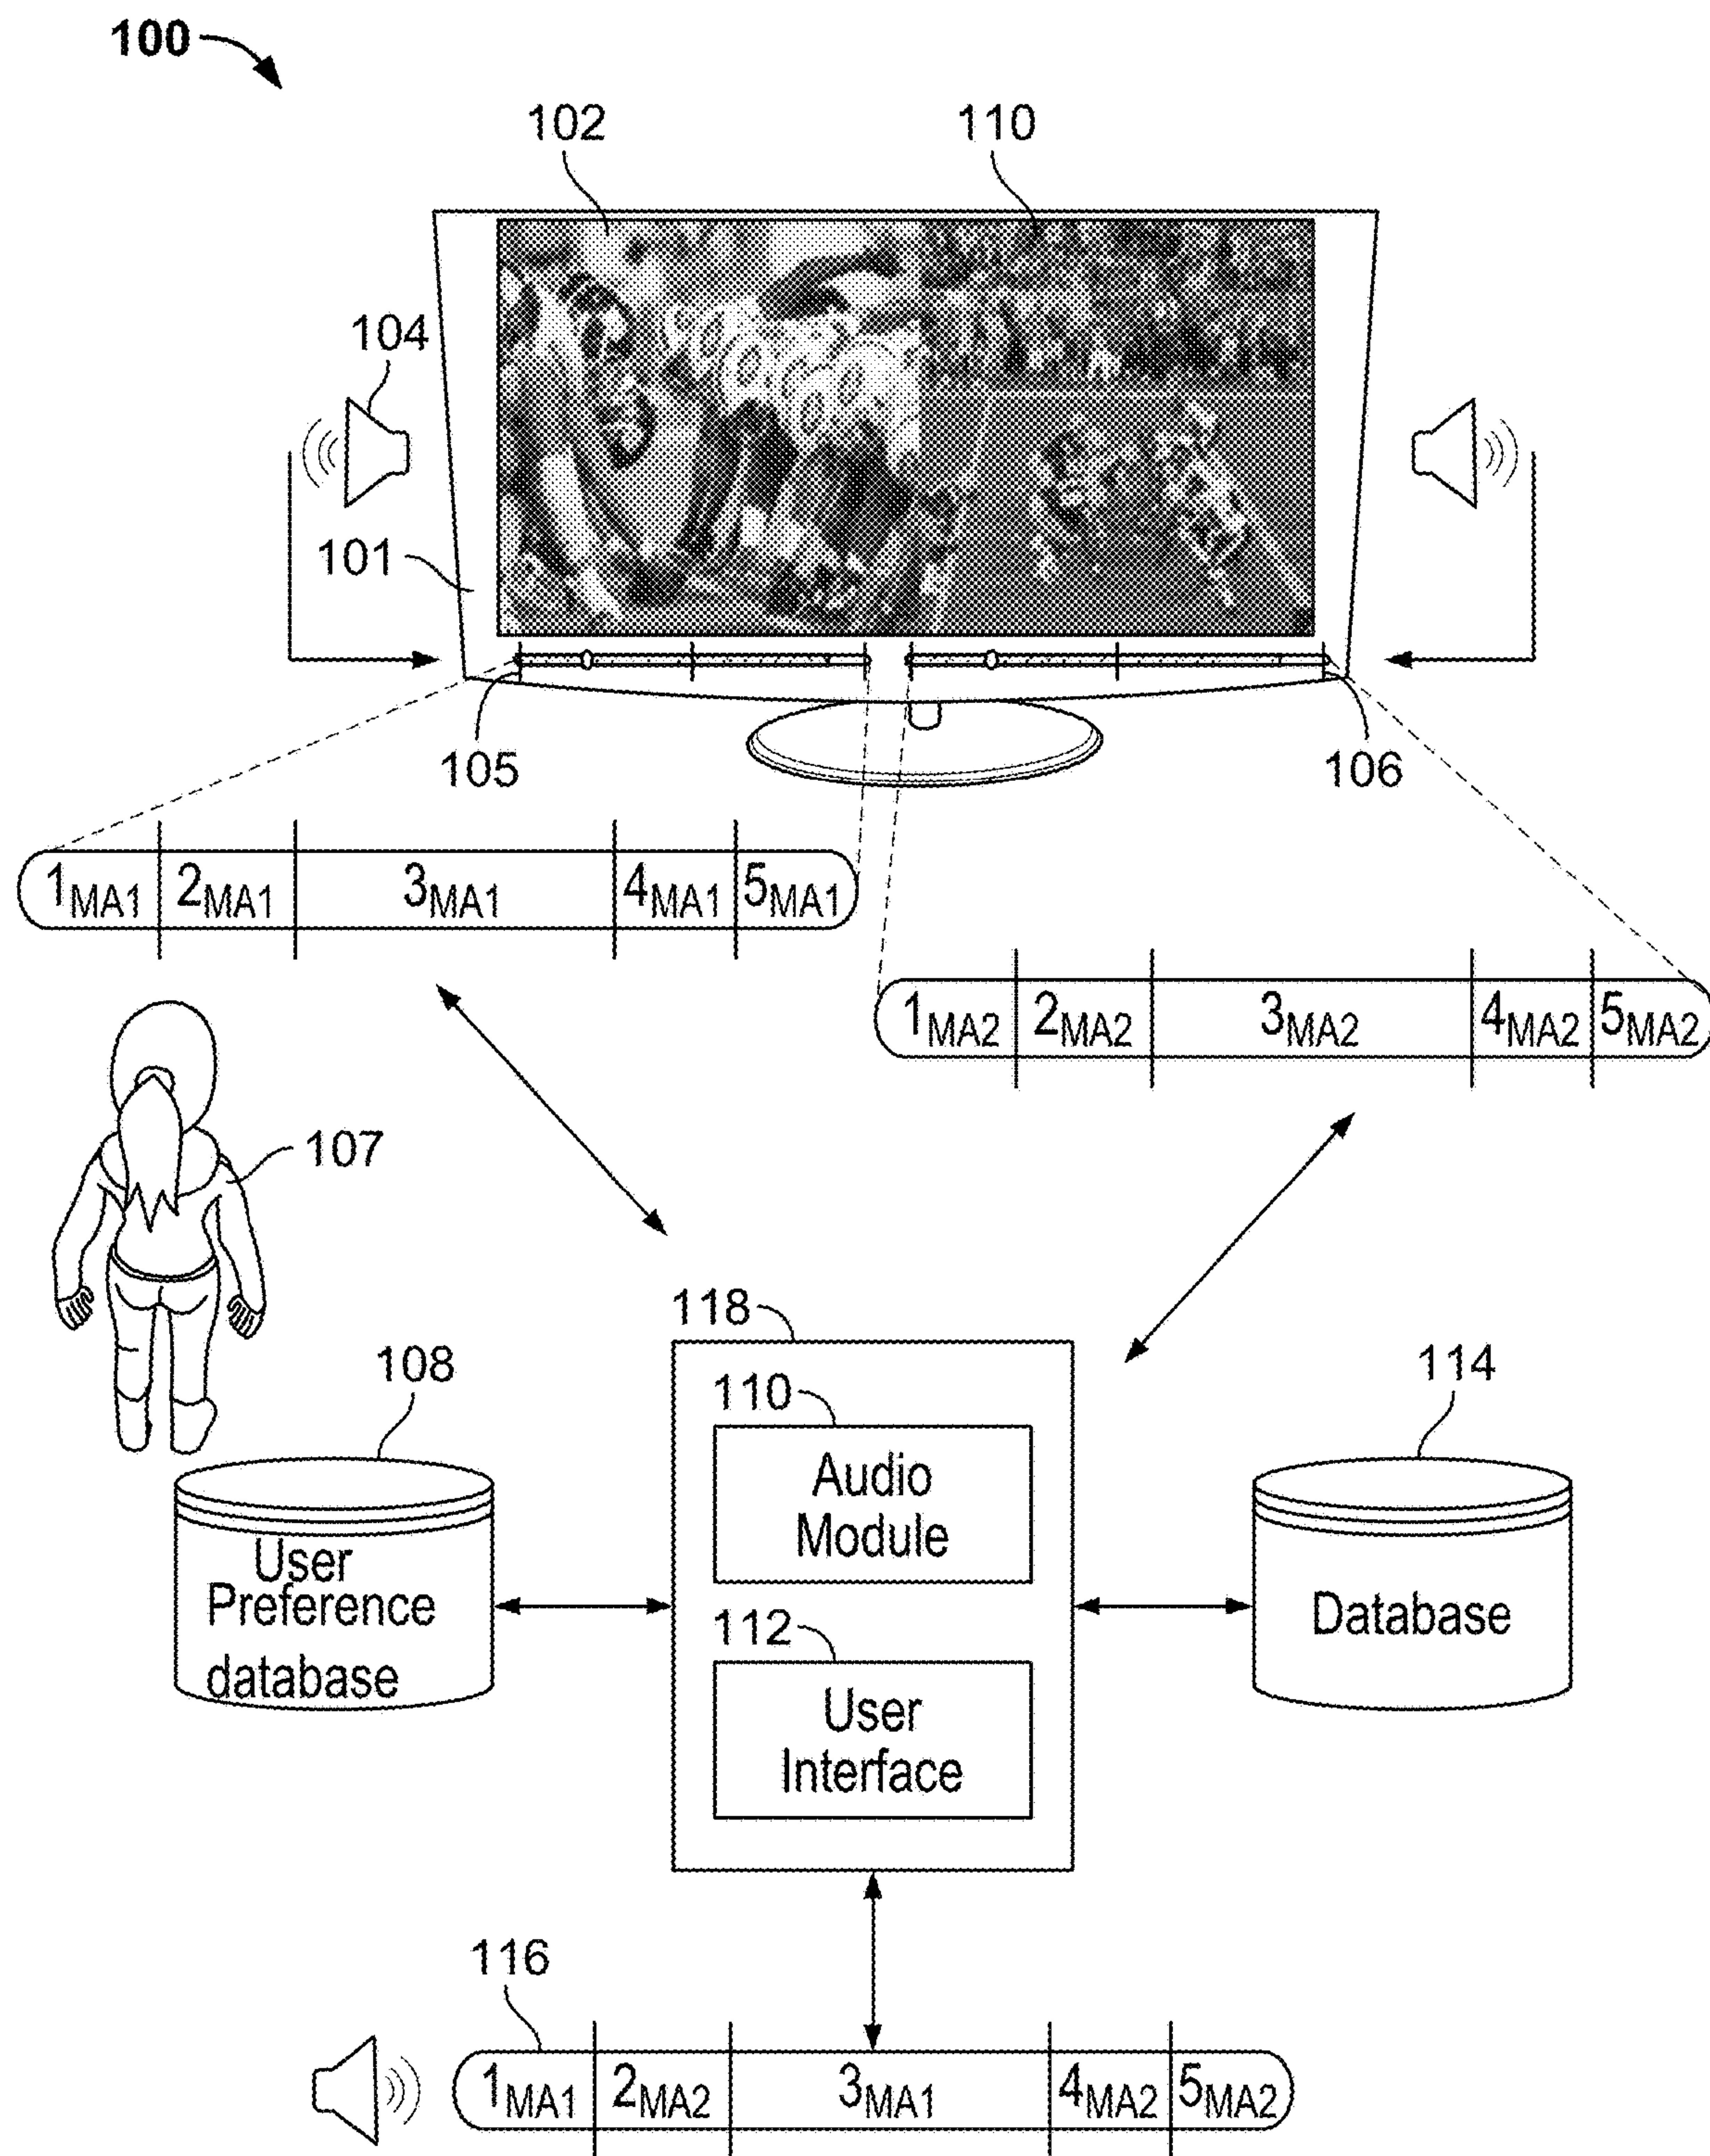 100
102
110
104
101
105
106
1MA1 2MA1 3MA1 4MA1 5MA1
1MA2 2MA2 3MA2 4MA2 5MA2
107
118
108
110
114
Audio
Module
User
Preference
database
Database
112
User
Interface
116
1MA1 2MA2 3MA1 4MA2 5MA2